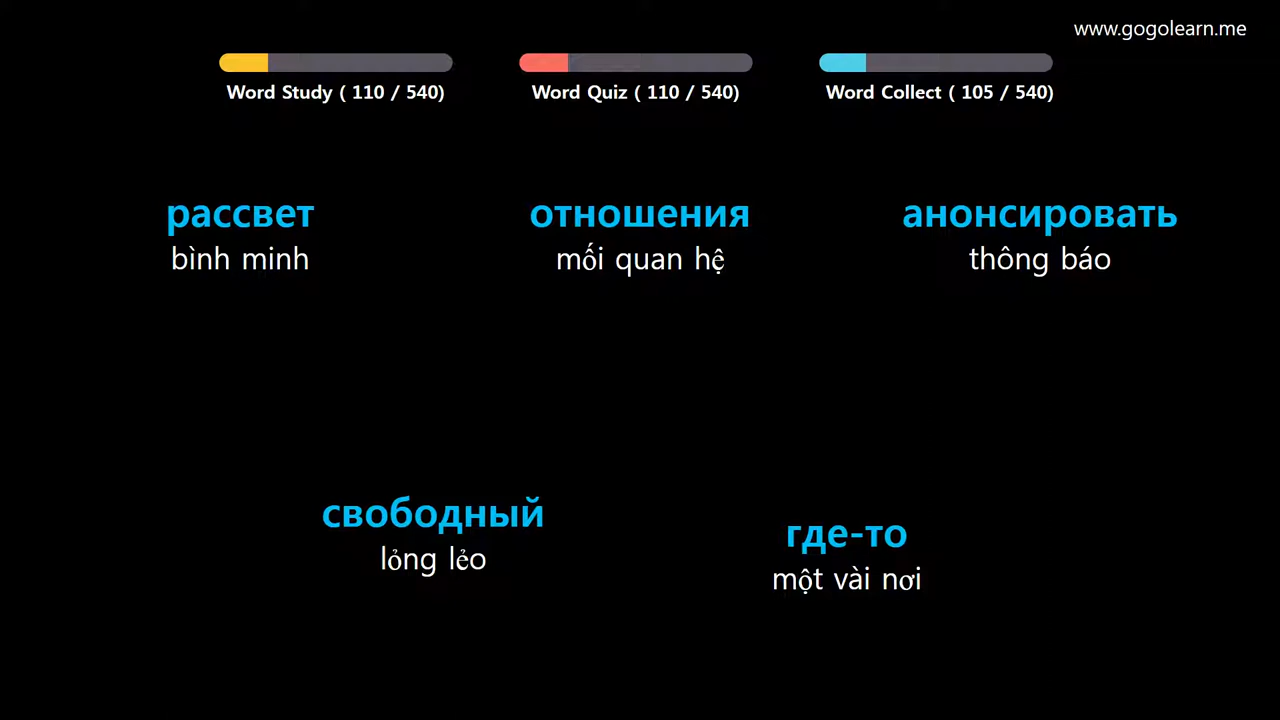 www.gogolearn.me
Word Study ( 110 / 540)
Word Quiz ( 110 / 540)
Word Collect ( 105 / 540)
рассвет
bình minh
отношения
mối quan hệ
анонсировать
thông báo
свободный
lỏng lẻo
где-то
một vài nơi